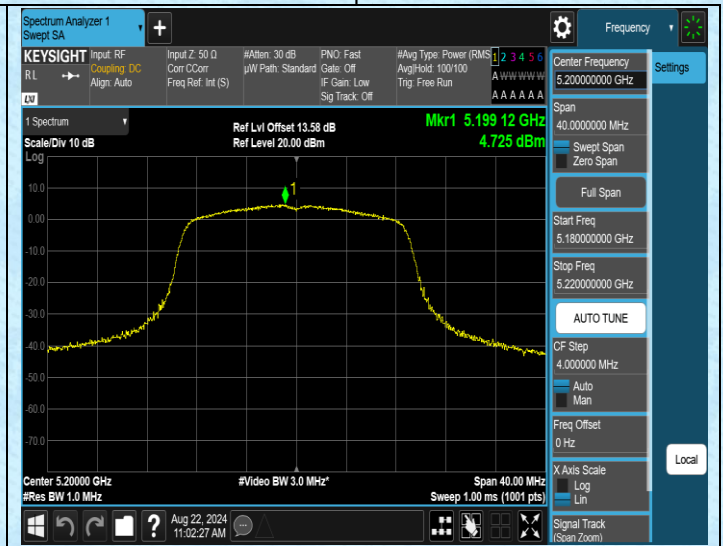 Spectrum Analyzer 1
Swept SA
+
Frequency
KEYSIGHT
Input: RF
Input Z: 50 Ω
#Atten: 30 dB
PNO: Fast
#Avg Type: Power (RMS
1 2 3 4 5 6
RL
Coupling: DC
Corr CCorr
µW Path: Standard
Gate: Off
Avg|Hold: 100/100
A W W W W W
Align: Auto
Freq Ref: Int (S)
IF Gain: Low
Trig: Free Run
Sig Track: Off
A A A A A A
LXI
1 Spectrum
Ref Lvl Offset 13.58 dB
Mkr1 5.199 12 GHz
Scale/Div 10 dB
Ref Level 20.00 dBm
4.725 dBm
Log
1
10.0
0.00
-10.0
-20.0
-30.0
-40.0
-50.0
-60.0
-70.0
Center 5.20000 GHz
#Video BW 3.0 MHz*
Span 40.00 MHz
#Res BW 1.0 MHz
Sweep 1.00 ms (1001 pts)
?
Aug 22, 2024
11:02:27 AM
Center Frequency
5.200000000 GHz
Span
40.0000000 MHz
Swept Span
Zero Span
Full Span
Start Freq
5.180000000 GHz
Stop Freq
5.220000000 GHz
AUTO TUNE
CF Step
4.000000 MHz
Auto
Man
Freq Offset
0 Hz
X Axis Scale
Log
Lin
Signal Track
(Span Zoom)
Settings
Local